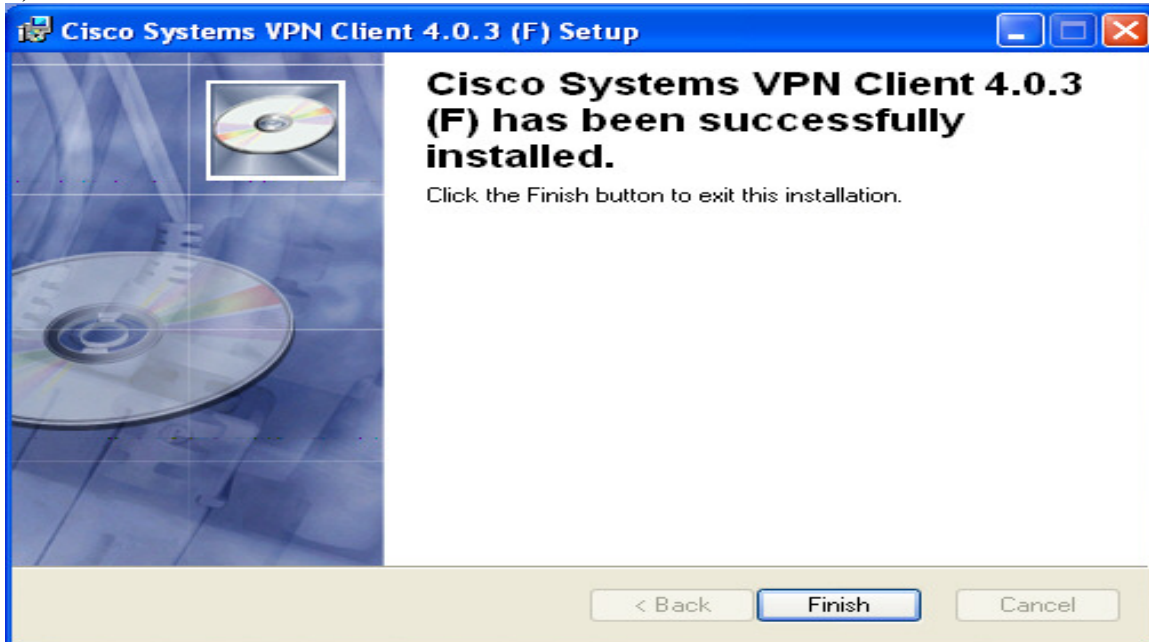 Cisco Systems VPN Client 4.0.3 (F) Setup
Cisco Systems VPN Client 4.0.3
(F) has been successfully
installed.
Click the Finish button to exit this installation.
< Back Finish Cancel